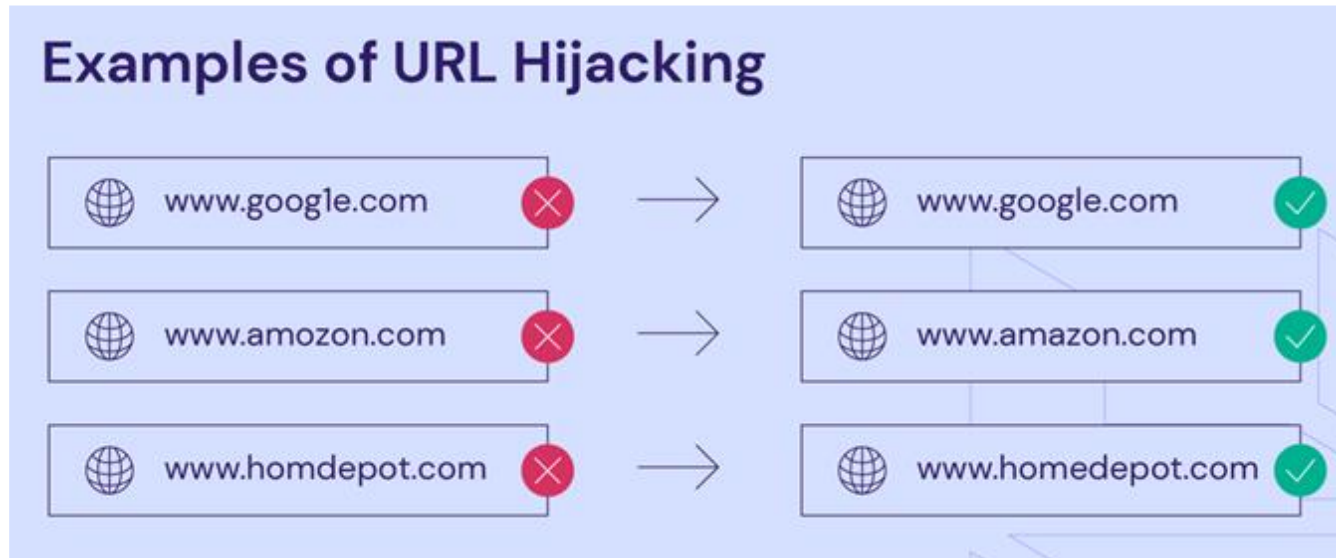 Examples of URL Hijacking
www.goog1e.com www.google.com
www.amozon.com www.amazon.com
www.homdepot.com www.homedepot.com